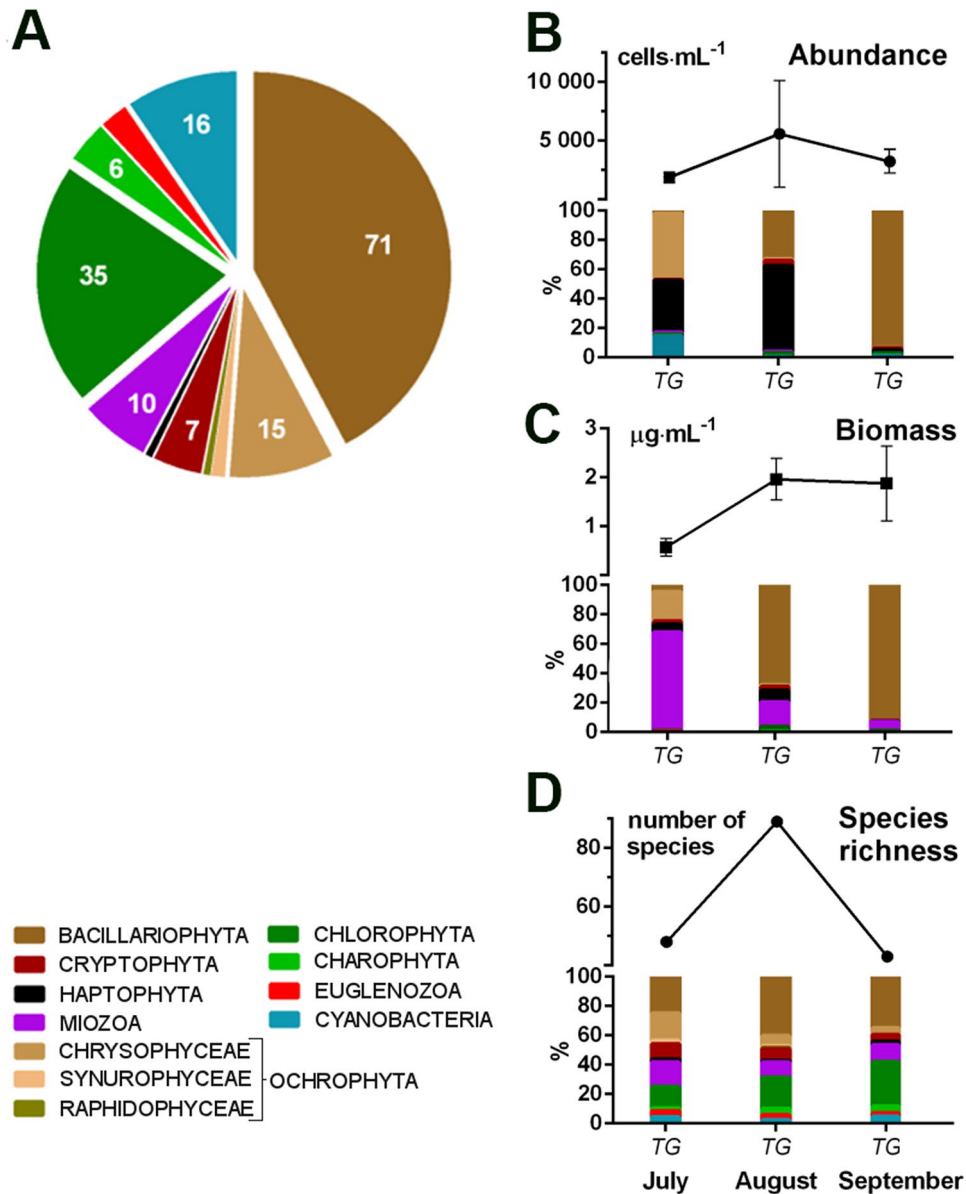 A
16
6
71
35
10
7
15
B
cells·mL⁻¹
Abundance
10 000
5 000
100
80
60
40
20
0
%
TG
TG
TG
C
μg·mL⁻¹
Biomass
3
2
1
100
80
60
40
20
0
%
TG
TG
TG
D
number of
species
Species
richness
80
60
100
80
60
40
20
0
%
TG
TG
TG
July
August
September
BACILLARIOPHYTA
CRYPTOPHYTA
HAPTOPHYTA
MIOZOA
CHRYSOPHYCEAE
SYNUROPHYCEAE
RAPHIDOPHYCEAE
OCHROPHYTA
CHLOROPHYTA
CHAROPHYTA
EUGLENOZOA
CYANOBACTERIA